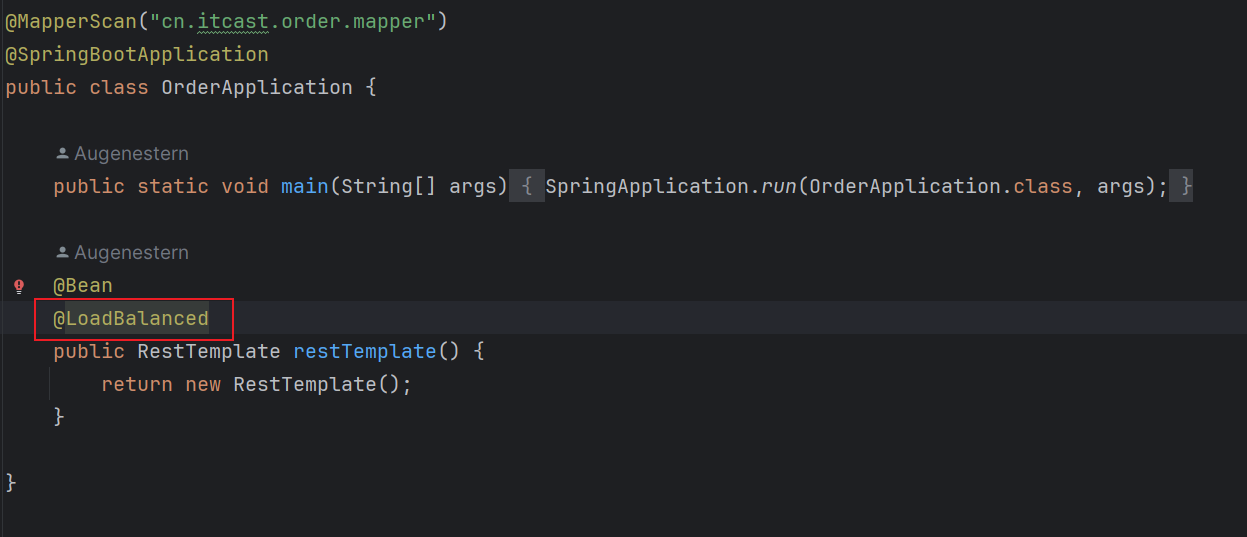 @MapperScan("cn.itcast.order.mapper")
@SpringBootApplication
public class OrderApplication {
Augenestern
public static void main(String[] args) { SpringApplication.run(OrderApplication.class, args); }
Augenestern
@Bean
@LoadBalanced
public RestTemplate restTemplate() {
return new RestTemplate();
}
}